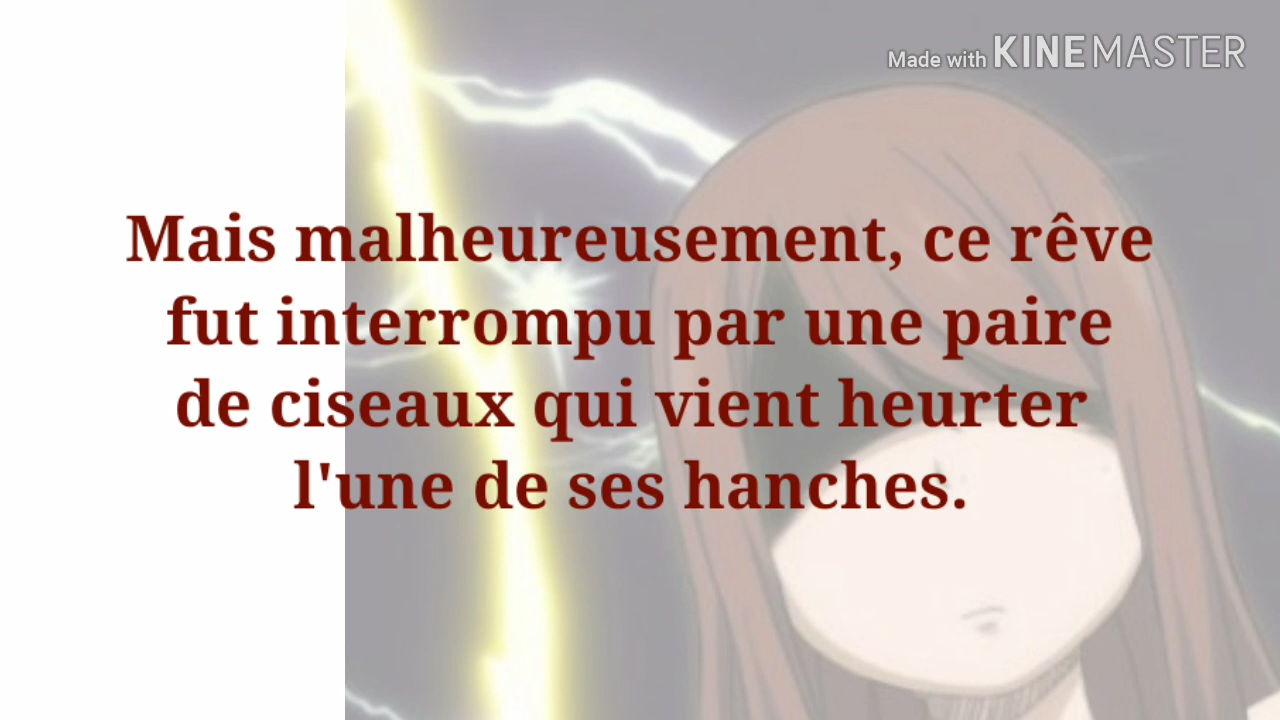 Made with KINEMASTER
Mais malheureusement, ce rêve
fut interrompu par une paire
de ciseaux qui vient heurter
l'une de ses hanches.